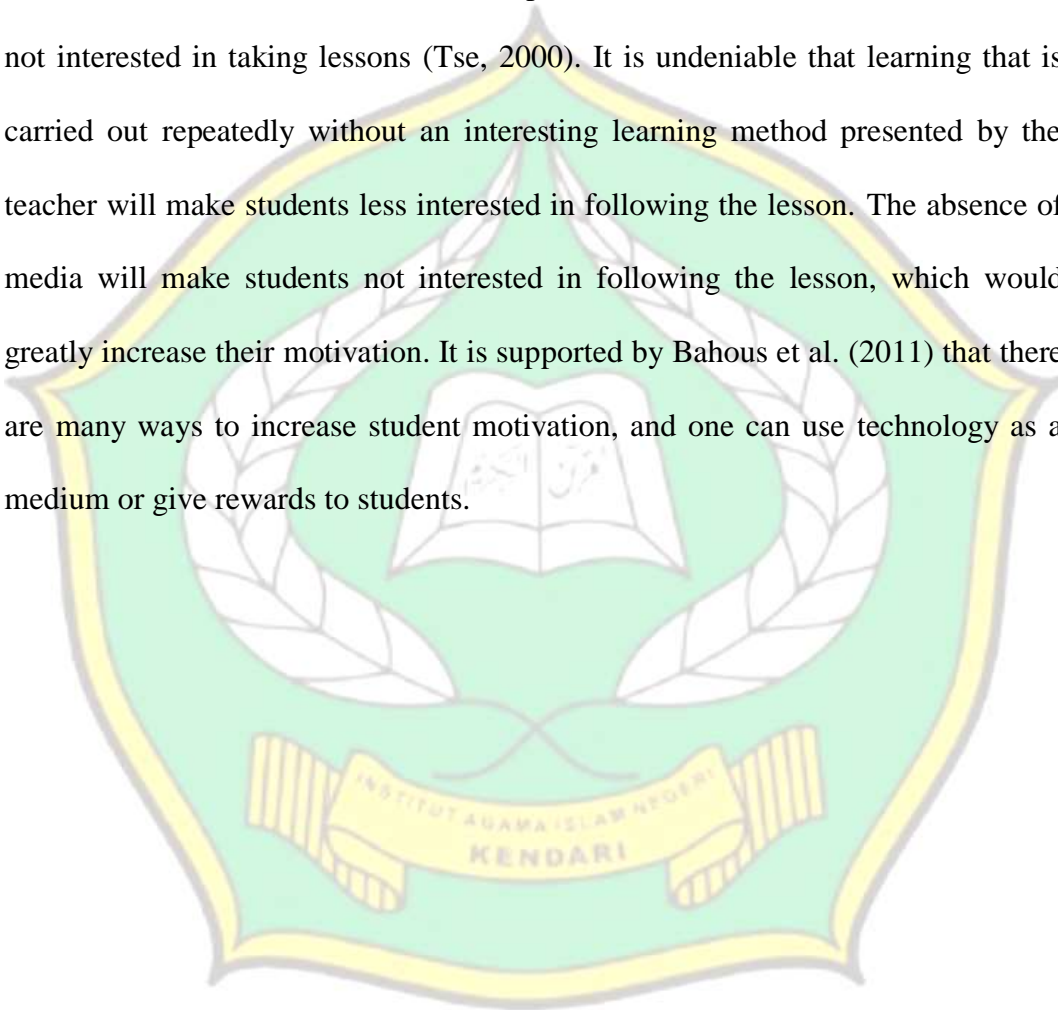 not interested in taking lessons (Tse, 2000). It is undeniable that learning that is
carried out repeatedly without an interesting learning method presented by the
teacher will make students less interested in following the lesson. The absence of
media will make students not interested in following the lesson, which would
greatly increase their motivation. It is supported by Bahous et al. (2011) that there
are many ways to increase student motivation, and one can use technology as a
medium or give rewards to students.
INSTITUT AGAMA ISLAM NEGERI
KENDARI